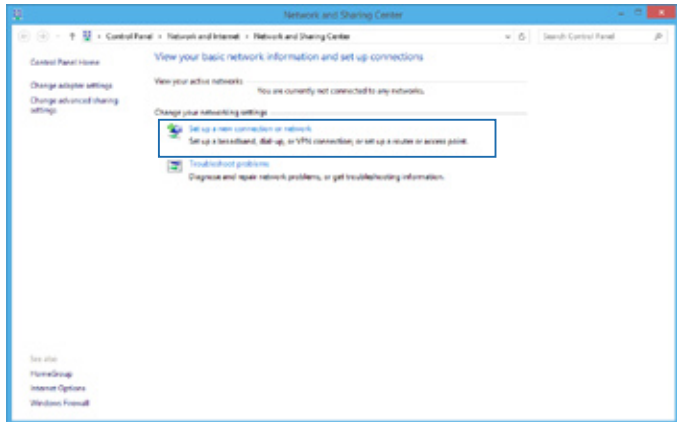 Network and Sharing Center
Control Panel › Network and Internet › Network and Sharing Center
Search Control Panel
Control Panel Home
View your basic network information and set up connections
Change adapter settings
View your active networks
You are currently not connected to any networks.
Change advanced sharing
settings
Change your networking settings
Set up a new connection or network
Set up a broadband, dial-up, or VPN connection; or set up a router or access point.
Troubleshoot problems
Diagnose and repair network problems, or get troubleshooting information.
See also
HomeGroup
Internet Options
Windows Firewall